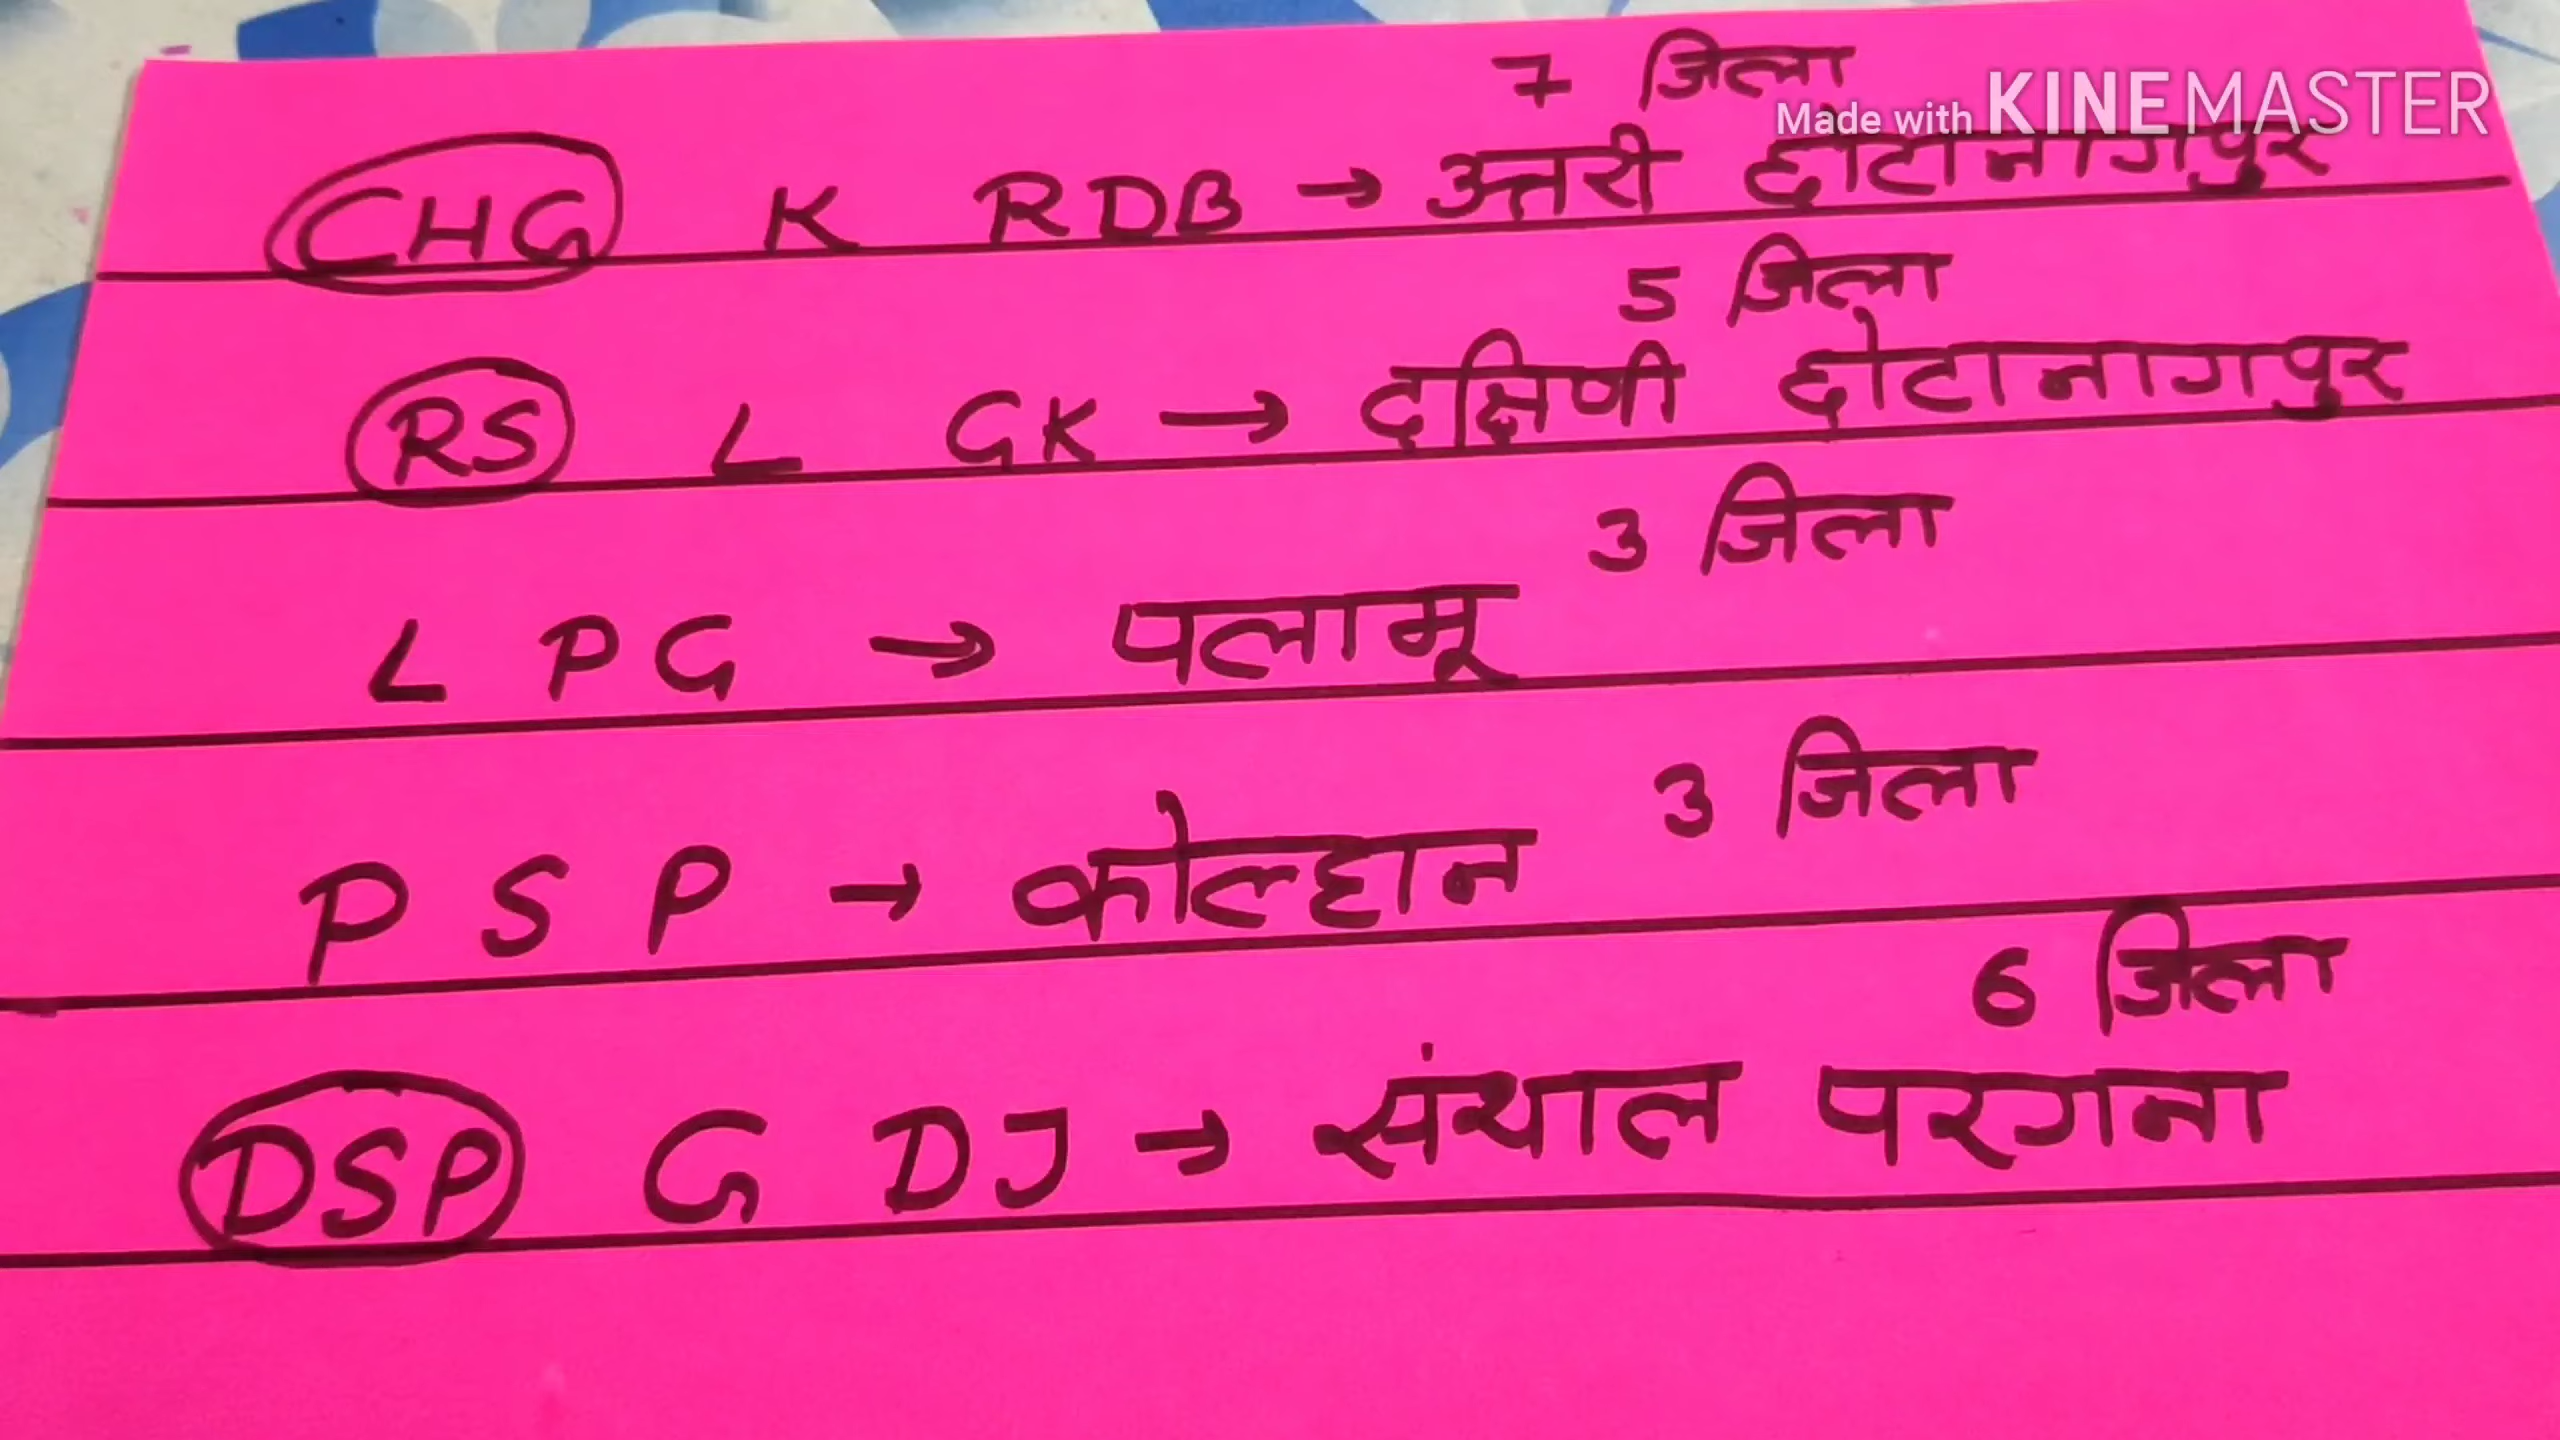 7 जिला
Made with KINEMASTER
CHG K RDB → उत्तरी छोटानागपुर
5 जिला
RS L GK → दक्षिणी छोटानागपुर
3 जिला
L P G → पलामू
3 जिला
P S P → कोल्हान
6 जिला
DSP G DJ → संथाल परगना